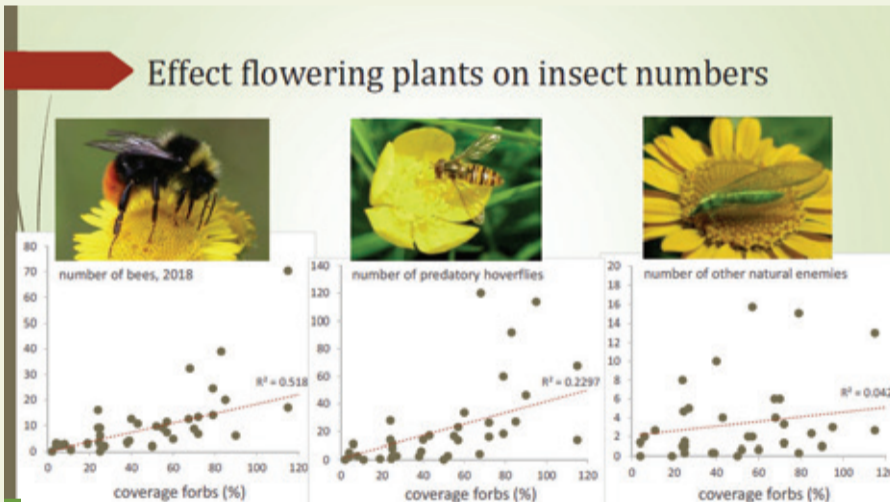 Effect flowering plants on insect numbers
number of bees, 2018
80
70
60
50
40
30
20
10
0
R² = 0.518
0 20 40 60 80 100 120
coverage forbs (%)
number of predatory hoverflies
140
120
100
80
60
40
20
0
R² = 0.2297
0 20 40 60 80 100 120
coverage forbs (%)
number of other natural enemies
20
18
16
14
12
10
8
6
4
2
0
R² = 0.042
0 20 40 60 80 100 120
coverage forbs (%)